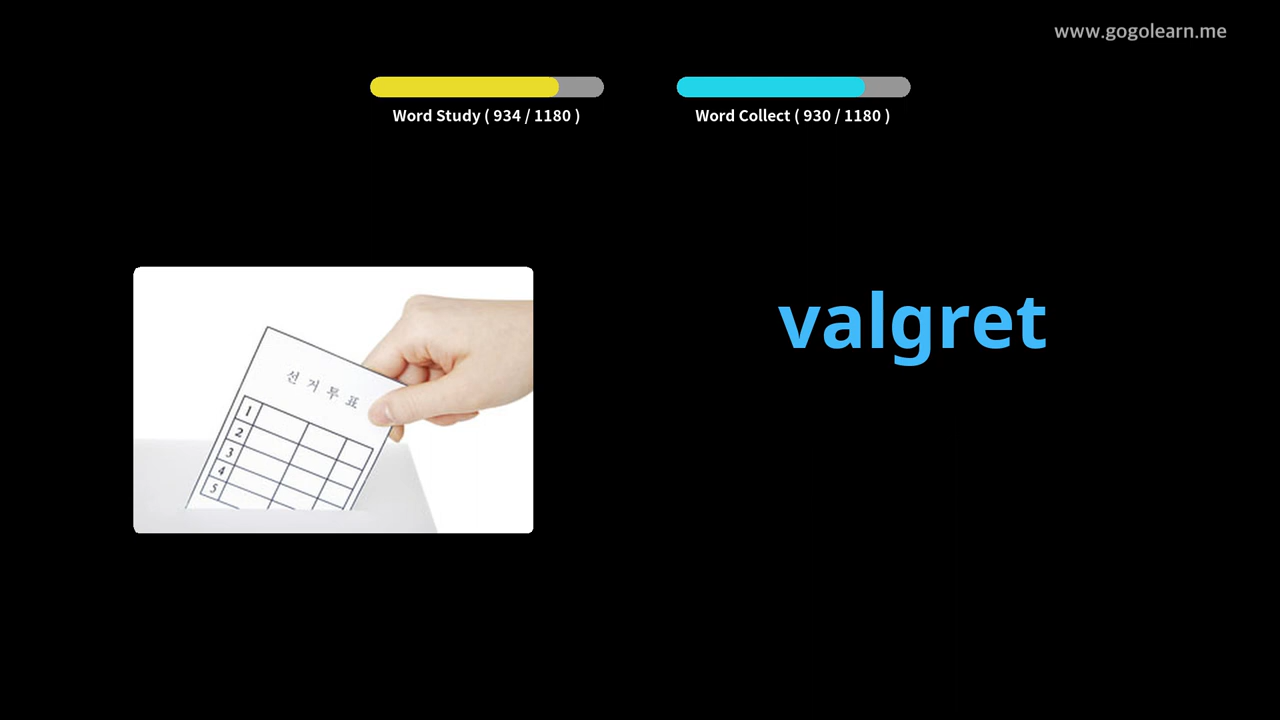 www.gogolearn.me
Word Study ( 934 / 1180 )
Word Collect ( 930 / 1180 )
valgret
선거투표
1
2
3
4
5